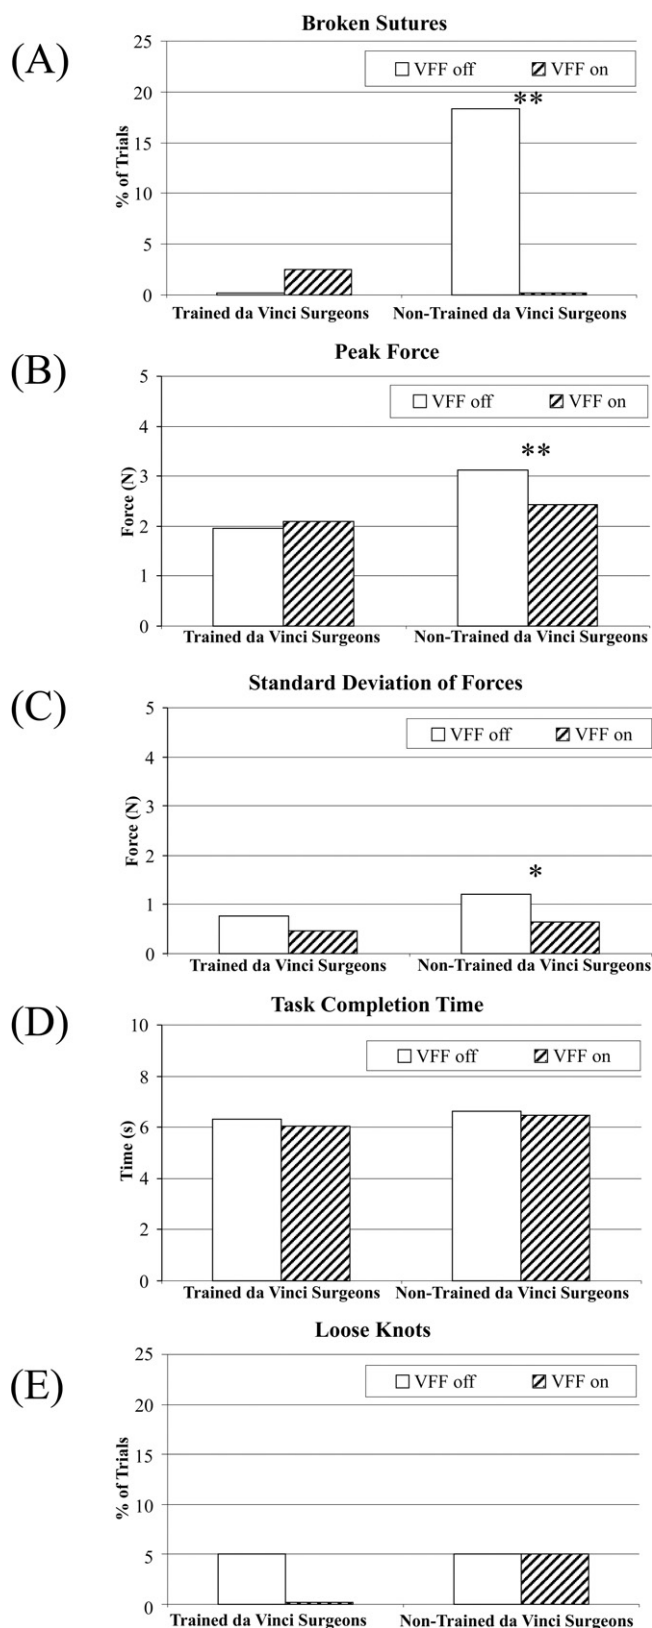 (A)
Broken Sutures
VFF off VFF on
**
25
20
15
10
5
0
% of Trials
Trained da Vinci Surgeons Non-Trained da Vinci Surgeons
(B)
Peak Force
VFF off VFF on
**
5
4
3
2
1
0
Force (N)
Trained da Vinci Surgeons Non-Trained da Vinci Surgeons
(C)
Standard Deviation of Forces
VFF off VFF on
*
5
4
3
2
1
0
Force (N)
Trained da Vinci Surgeons Non-Trained da Vinci Surgeons
(D)
Task Completion Time
VFF off VFF on
10
8
6
4
2
0
Time (s)
Trained da Vinci Surgeons Non-Trained da Vinci Surgeons
(E)
Loose Knots
VFF off VFF on
25
20
15
10
5
0
% of Trials
Trained da Vinci Surgeons Non-Trained da Vinci Surgeons